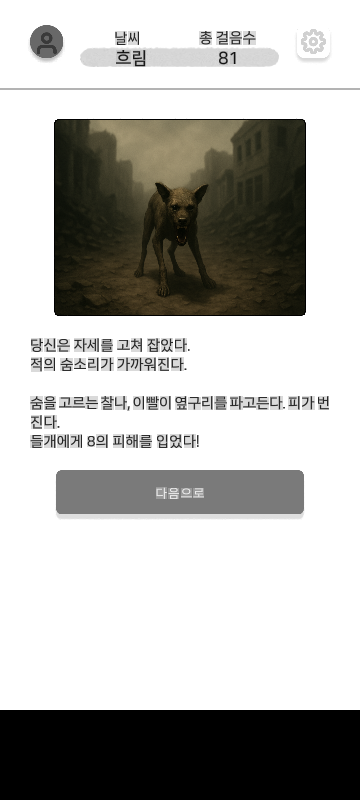 날씨
총 걸음수
흐림
81
당신은 자세를 고쳐 잡았다.
적의 숨소리가 가까워진다.
숨을 고르는 찰나, 이빨이 옆구리를 파고든다. 피가 번
진다.
들개에게 8의 피해를 입었다!
다음으로